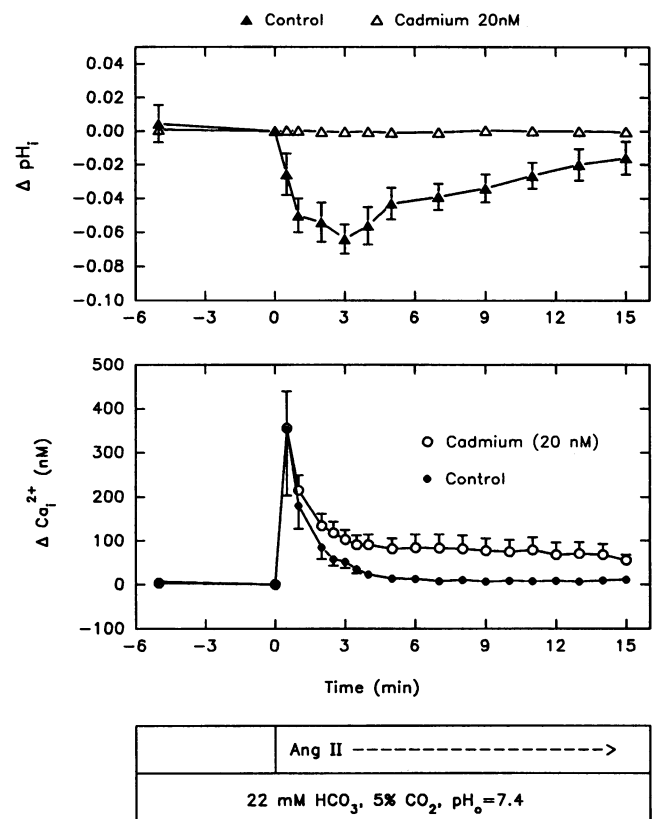 ▲ Control △ Cadmium 20nM
0.04
0.02
0.00
-0.02
-0.04
-0.06
-0.08
-0.10
Δ pHi
-6 -3 0 3 6 9 12 15
500
400
300
200
100
0
-100
Δ Cai2+ (nM)
○ Cadmium (20 nM)
● Control
-6 -3 0 3 6 9 12 15
Time (min)
Ang II ---------------->
22 mM HCO3, 5% CO2, pHo=7.4